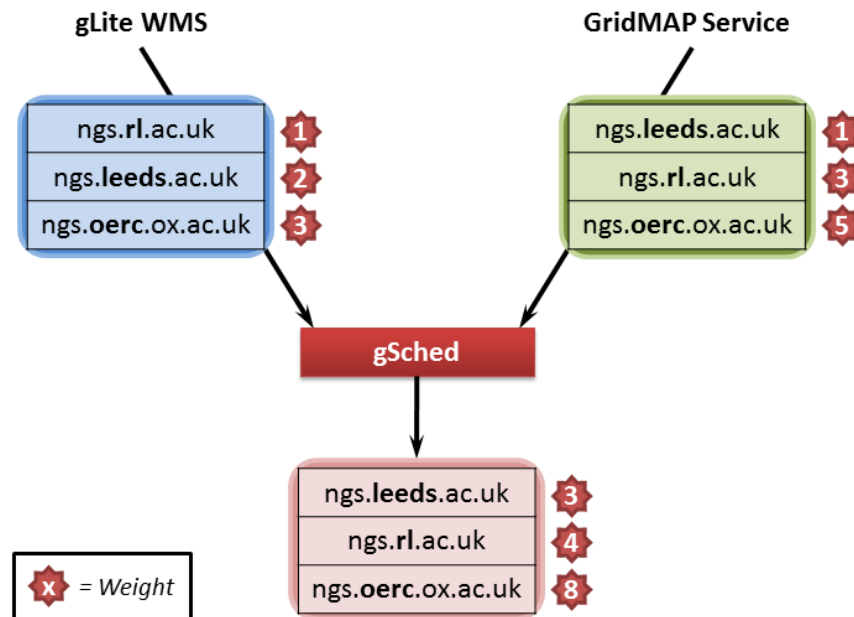 gLite WMS
GridMAP Service
ngs.rl.ac.uk 1
ngs.leeds.ac.uk 2
ngs.oerc.ox.ac.uk 3
ngs.leeds.ac.uk 1
ngs.rl.ac.uk 3
ngs.oerc.ox.ac.uk 5
gSched
ngs.leeds.ac.uk 3
ngs.rl.ac.uk 4
ngs.oerc.ox.ac.uk 8
x = Weight